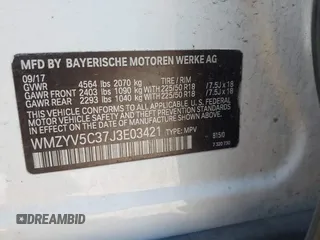 MFD BY BAYERISCHE MOTOREN WERKE AG
09/17
GVWR 4564 lbs 2070 kg TIRE / RIM
GAWR FRONT 2403 lbs 1090 kg 225/50 R18 / 7.5J x 18
GAWR REAR 2293 lbs 1040 kg 225/50 R18 / 7.5J x 18
THIS VEHICLE CONFORMS TO ALL APPLICABLE
FEDERAL MOTOR VEHICLE SAFETY,
BUMPER, AND THEFT PREVENTION STANDARDS
IN EFFECT ON THE DATE OF
MANUFACTURE SHOWN ABOVE.
WMZYV5C37J3E03421 TYPE: MPV
DREAMBID